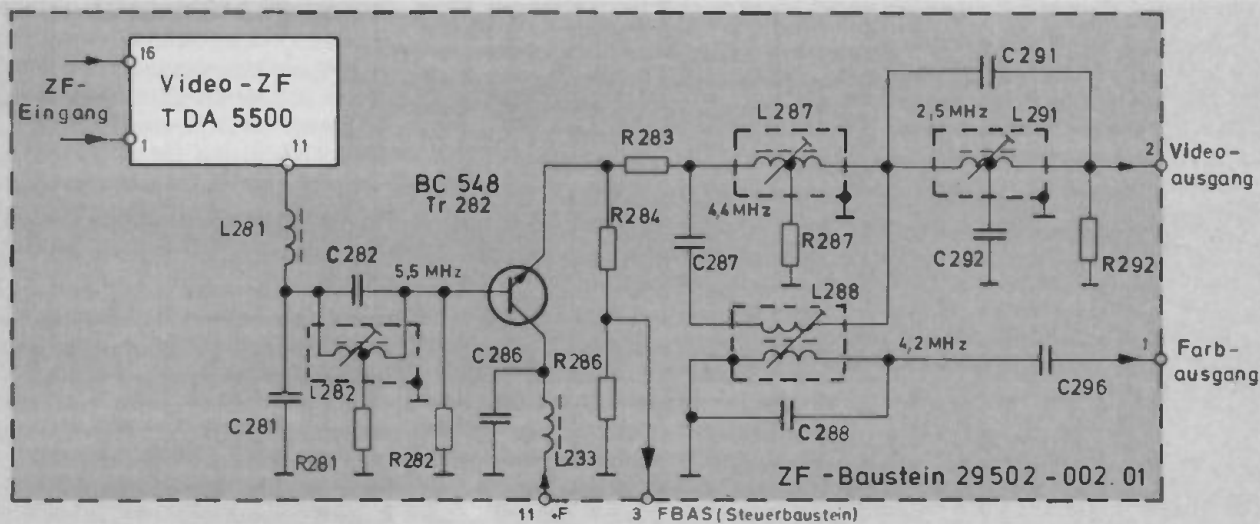 16
ZF-
Eingang
1
Video-ZF
TDA 5500
11
L281
C282
5,5 MHz
L282
C281
R281
R282
BC 548
Tr 282
C286
L233
R283
R284
R286
L287
4,4 MHz
R287
C287
L288
4,2 MHz
C288
C291
2,5 MHz
L291
C292
R292
2
Video-
ausgang
1
Farb-
ausgang
C296
ZF-Baustein 29502-002.01
11 +F
3 FBAS (Steuerbaustein)